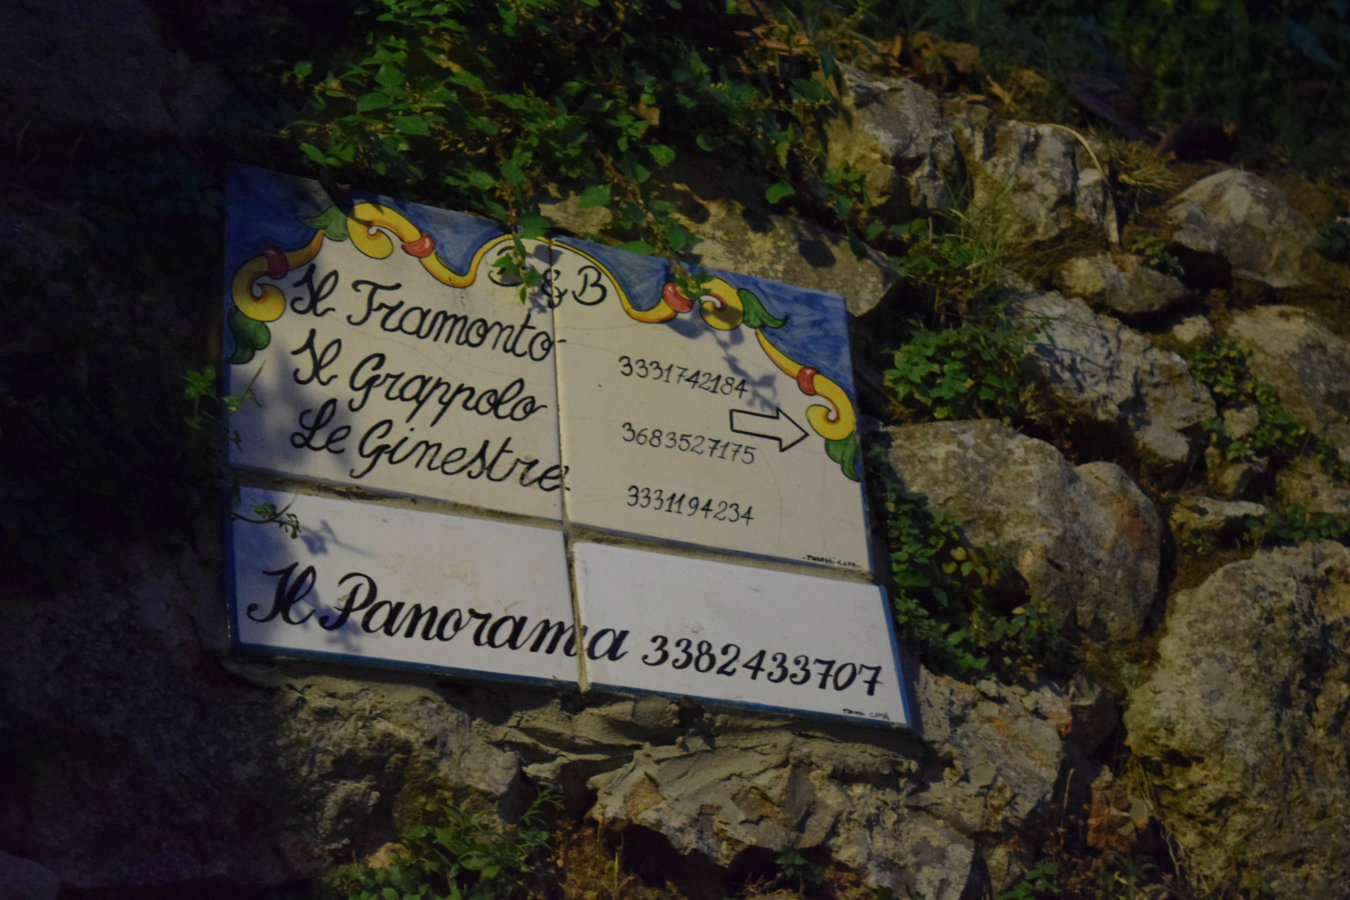 B & B
Il Tramonto
3331742184
Il Grappolo
3683527175
Le Ginestre
3331194234
Il Panorama 3382433707